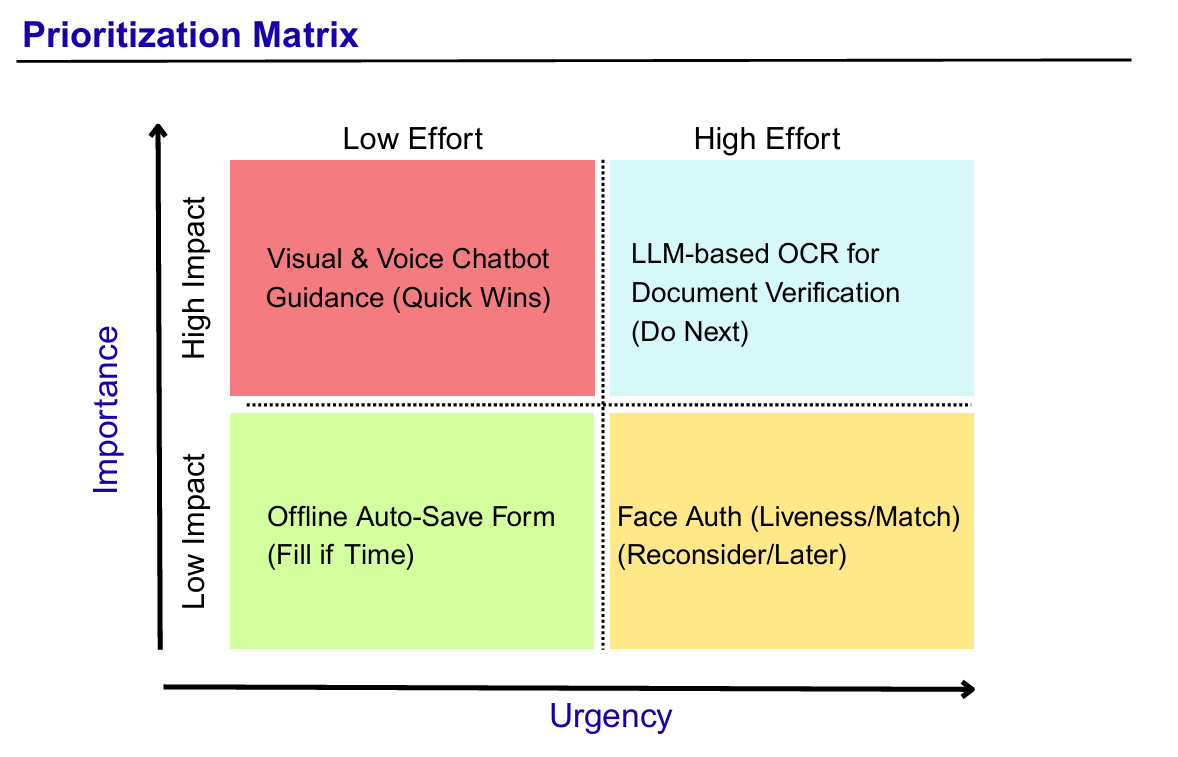 Prioritization Matrix
Low Effort
High Effort
Importance
High Impact
Visual & Voice Chatbot
Guidance (Quick Wins)
LLM-based OCR for
Document Verification
(Do Next)
Low Impact
Offline Auto-Save Form
(Fill if Time)
Face Auth (Liveness/Match)
(Reconsider/Later)
Urgency